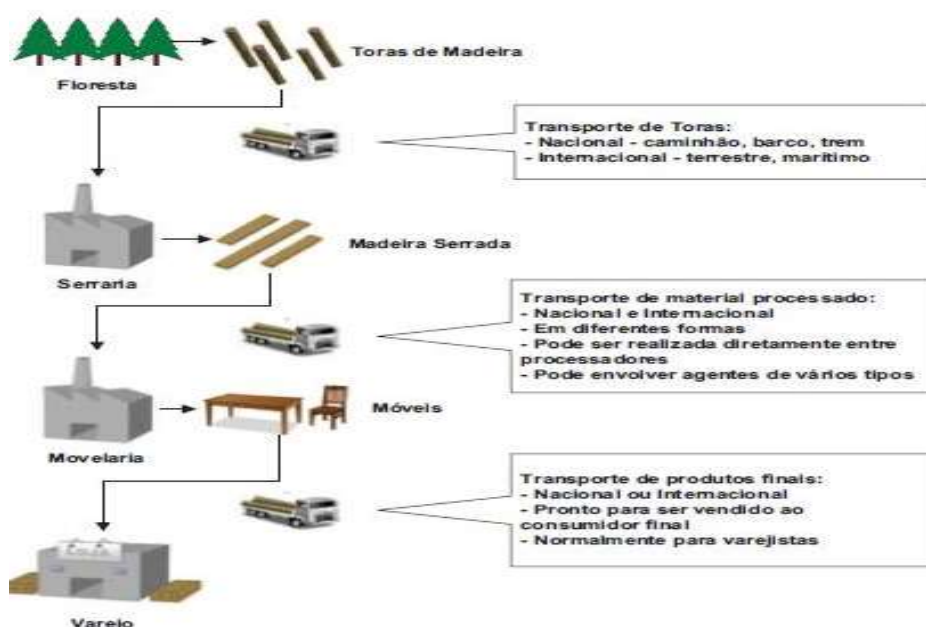 Toras de Madeira
Floresta
Transporte de Toras:
- Nacional - caminhão, barco, trem
- Internacional - terrestre, marítimo
Madeira Serrada
Serraria
Transporte de material processado:
- Nacional e Internacional
- Em diferentes formas
- Pode ser realizada diretamente entre
processadores
- Pode envolver agentes de vários tipos
Móveis
Movelaria
Transporte de produtos finais:
- Nacional ou Internacional
- Pronto para ser vendido ao
consumidor final
- Normalmente para varejistas
Varejo